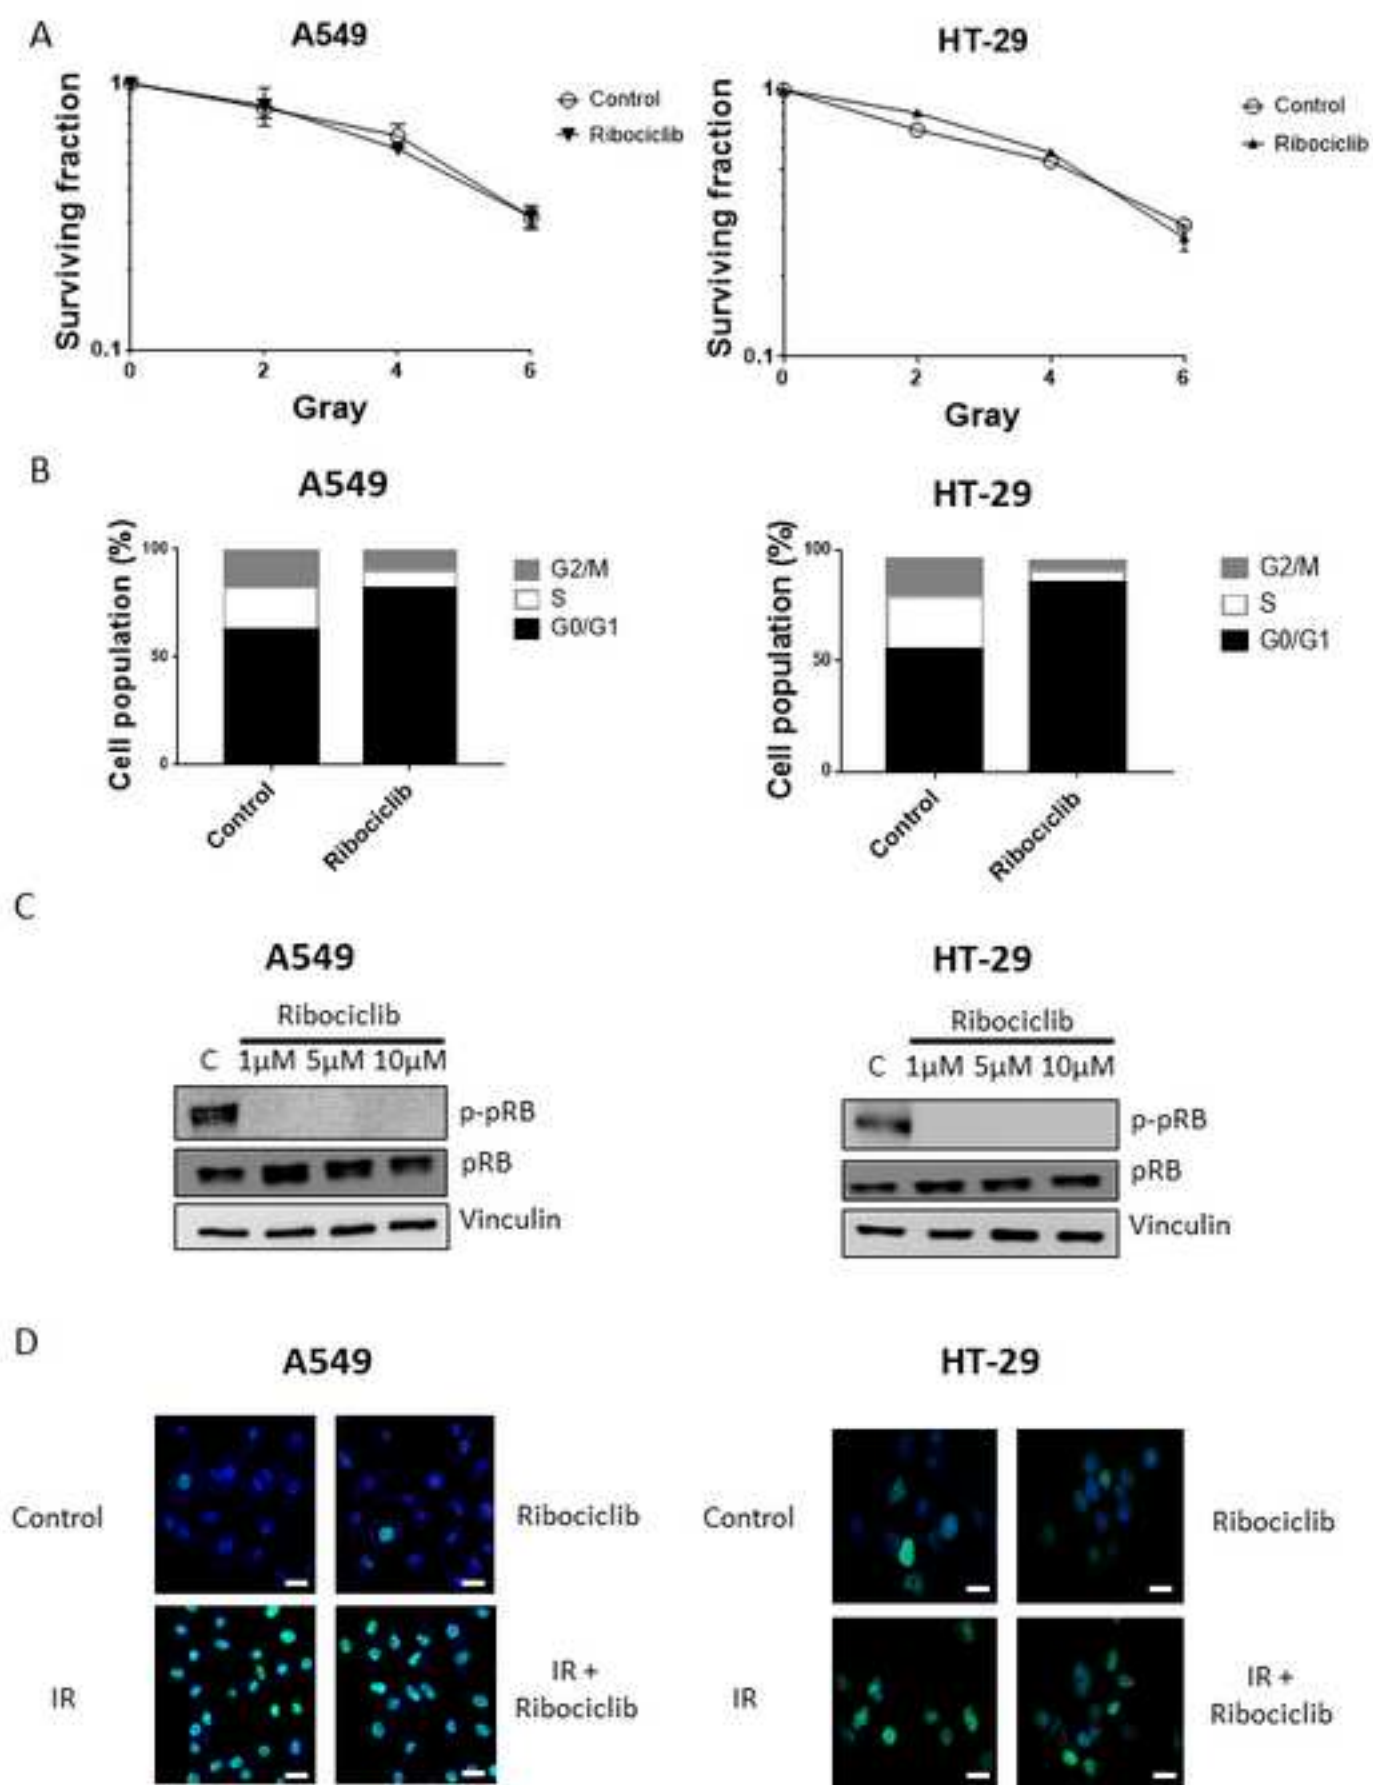 A
A549
HT-29
Surviving fraction
1
0.1
0 2 4 6
Gray
Control
Ribociclib
Surviving fraction
1
0.1
0 2 4 6
Gray
Control
Ribociclib
B
A549
HT-29
Cell population (%)
100
50
0
Control
Ribociclib
G2/M
S
G0/G1
Cell population (%)
100
50
0
Control
Ribociclib
G2/M
S
G0/G1
C
A549
Ribociclib
C 1μM 5μM 10μM
p-pRB
pRB
Vinculin
HT-29
Ribociclib
C 1μM 5μM 10μM
p-pRB
pRB
Vinculin
D
A549
Control
Ribociclib
IR
IR +
Ribociclib
HT-29
Control
Ribociclib
IR
IR +
Ribociclib